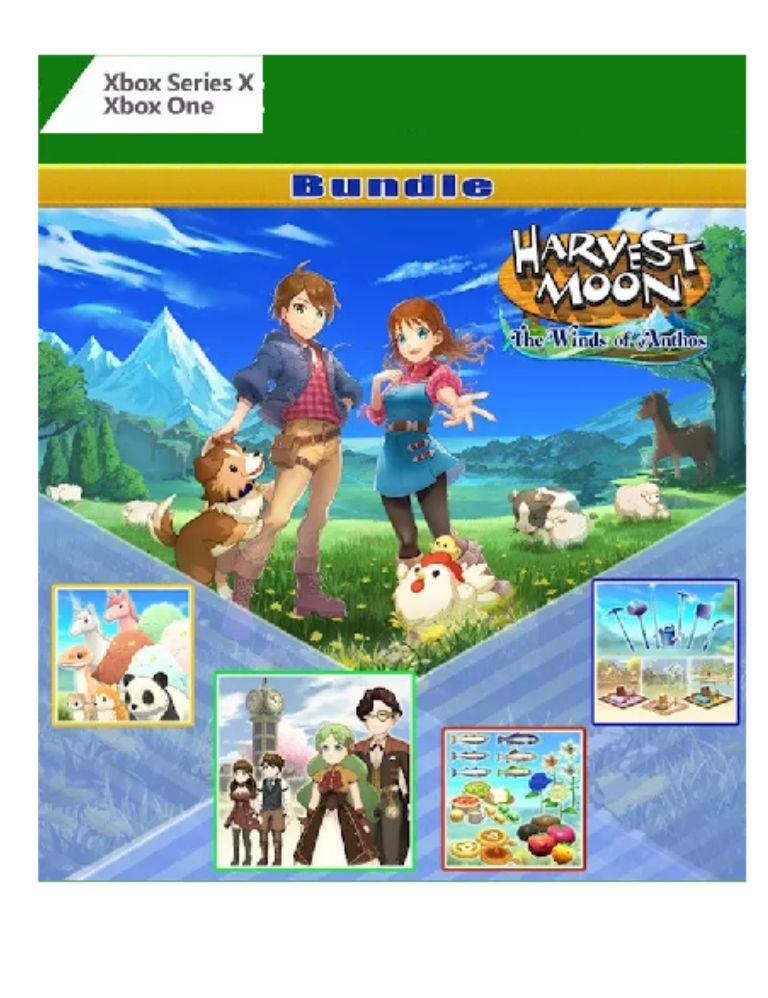 Xbox Series X
Xbox One
Bundle
HARVEST
MOON
The Winds of Anthos